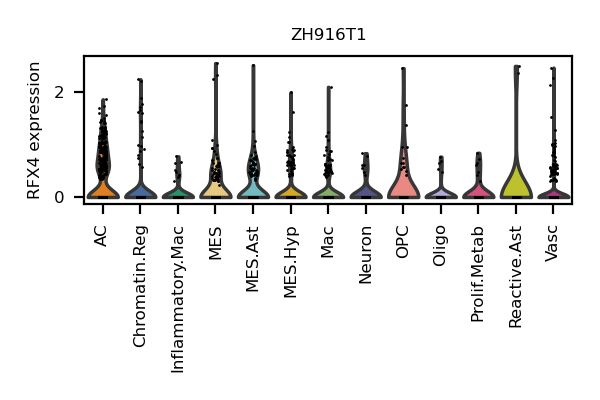 ZH916T1
RFX4 expression
2
0
AC
Chromatin.Reg
Inflammatory.Mac
MES
MES.Ast
MES.Hyp
Mac
Neuron
OPC
Oligo
Prolif.Metab
Reactive.Ast
Vasc